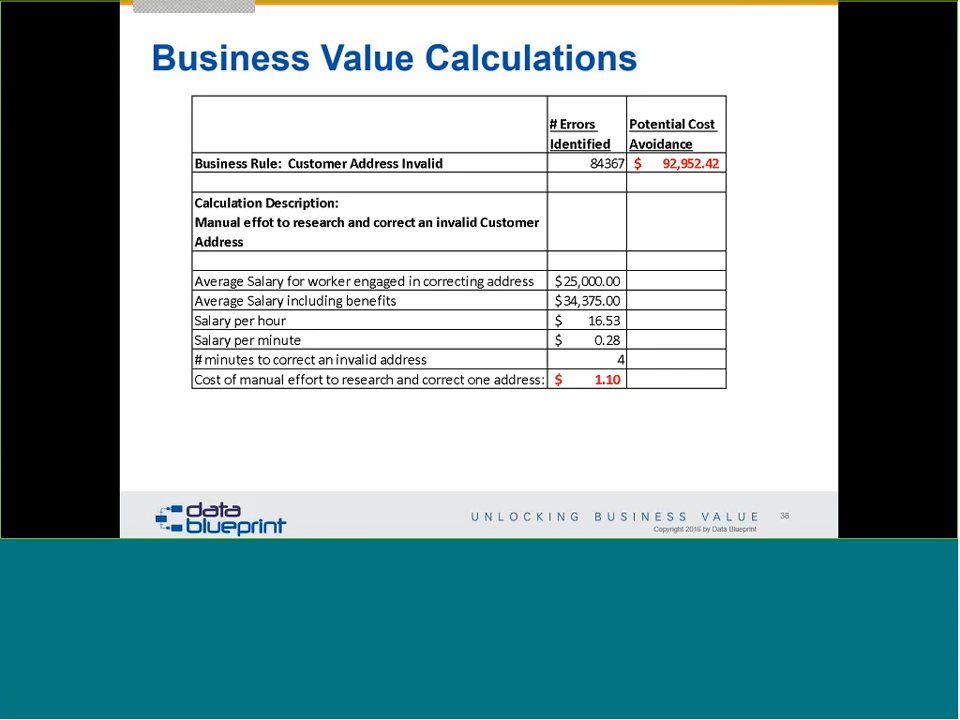 Business Value Calculations
# Errors Identified
Potential Cost Avoidance
Business Rule: Customer Address Invalid 84367 $ 92,952.42
Calculation Description:
Manual effot to research and correct an invalid Customer
Address
Average Salary for worker engaged in correcting address $25,000.00
Average Salary including benefits $34,375.00
Salary per hour $ 16.53
Salary per minute $ 0.28
# minutes to correct an invalid address 4
Cost of manual effort to research and correct one address: $ 1.10
data
blueprint
UNLOCKING BUSINESS VALUE 38
Copyright 2016 by Data Blueprint